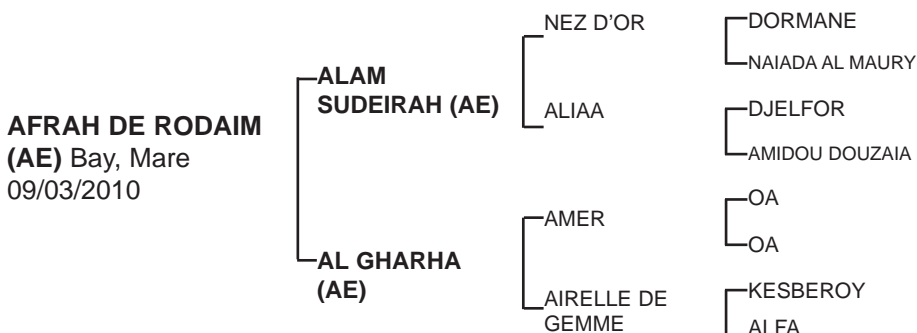 AFRAH DE RODAIM
(AE) Bay, Mare
09/03/2010
ALAM
SUDEIRAH (AE)
AL GHARHA
(AE)
NEZ D'OR
ALIAA
AMER
AIRELLE DE
GEMME
DORMANE
NAIADA AL MAURY
DJELFOR
AMIDOU DOUZAIA
OA
OA
KESBEROY
ALFA